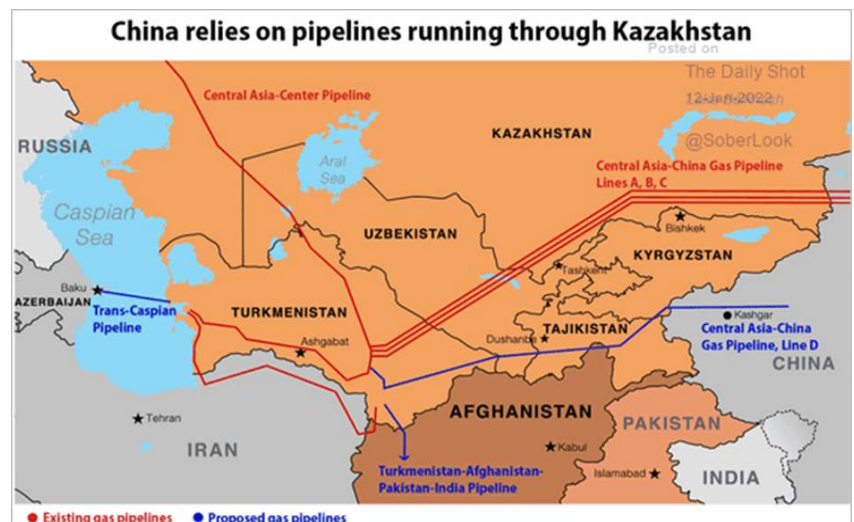 China relies on pipelines running through Kazakhstan
Posted on
The Daily Shot
12-Jan-2022
@SoberLook
Central Asia-Center Pipeline
KAZAKHSTAN
RUSSIA
Aral
Sea
Central Asia-China Gas Pipeline
Lines A, B, C
Caspian
Sea
UZBEKISTAN
Bishkek
KYRGYZSTAN
Tashkent
Baku
AZERBAIJAN
Trans-Caspian
Pipeline
TURKMENISTAN
Ashgabat
Dushanbe
TAJIKISTAN
Kashgar
Central Asia-China
Gas Pipeline, Line D
CHINA
Tehran
IRAN
AFGHANISTAN
Kabul
PAKISTAN
Islamabad
INDIA
Turkmenistan-Afghanistan-
Pakistan-India Pipeline
Existing gas pipelines
Proposed gas pipelines